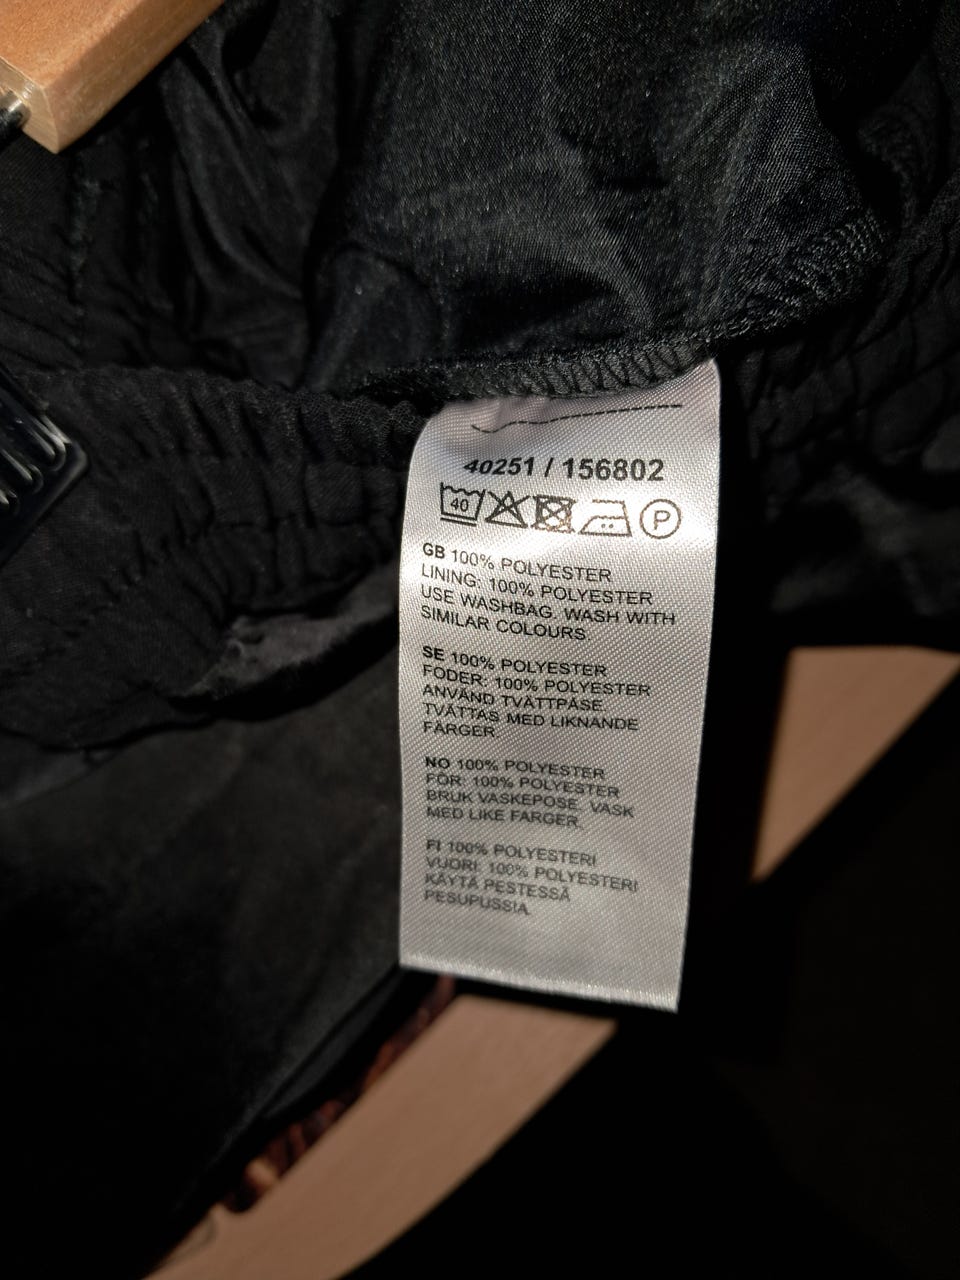 40251 / 156802
40 P
GB 100% POLYESTER
LINING: 100% POLYESTER
USE WASHBAG. WASH WITH
SIMILAR COLOURS.
SE 100% POLYESTER
FODER: 100% POLYESTER
ANVÄND TVÄTTPÅSE.
TVÄTTAS MED LIKNANDE
FÄRGER.
NO 100% POLYESTER
FÔR: 100% POLYESTER
BRUK VASKEPOSE. VASK
MED LIKE FARGER.
FI 100% POLYESTERI
VUORI: 100% POLYESTERI
KÄYTÄ PESTESSÄ
PESUPUSSIA.